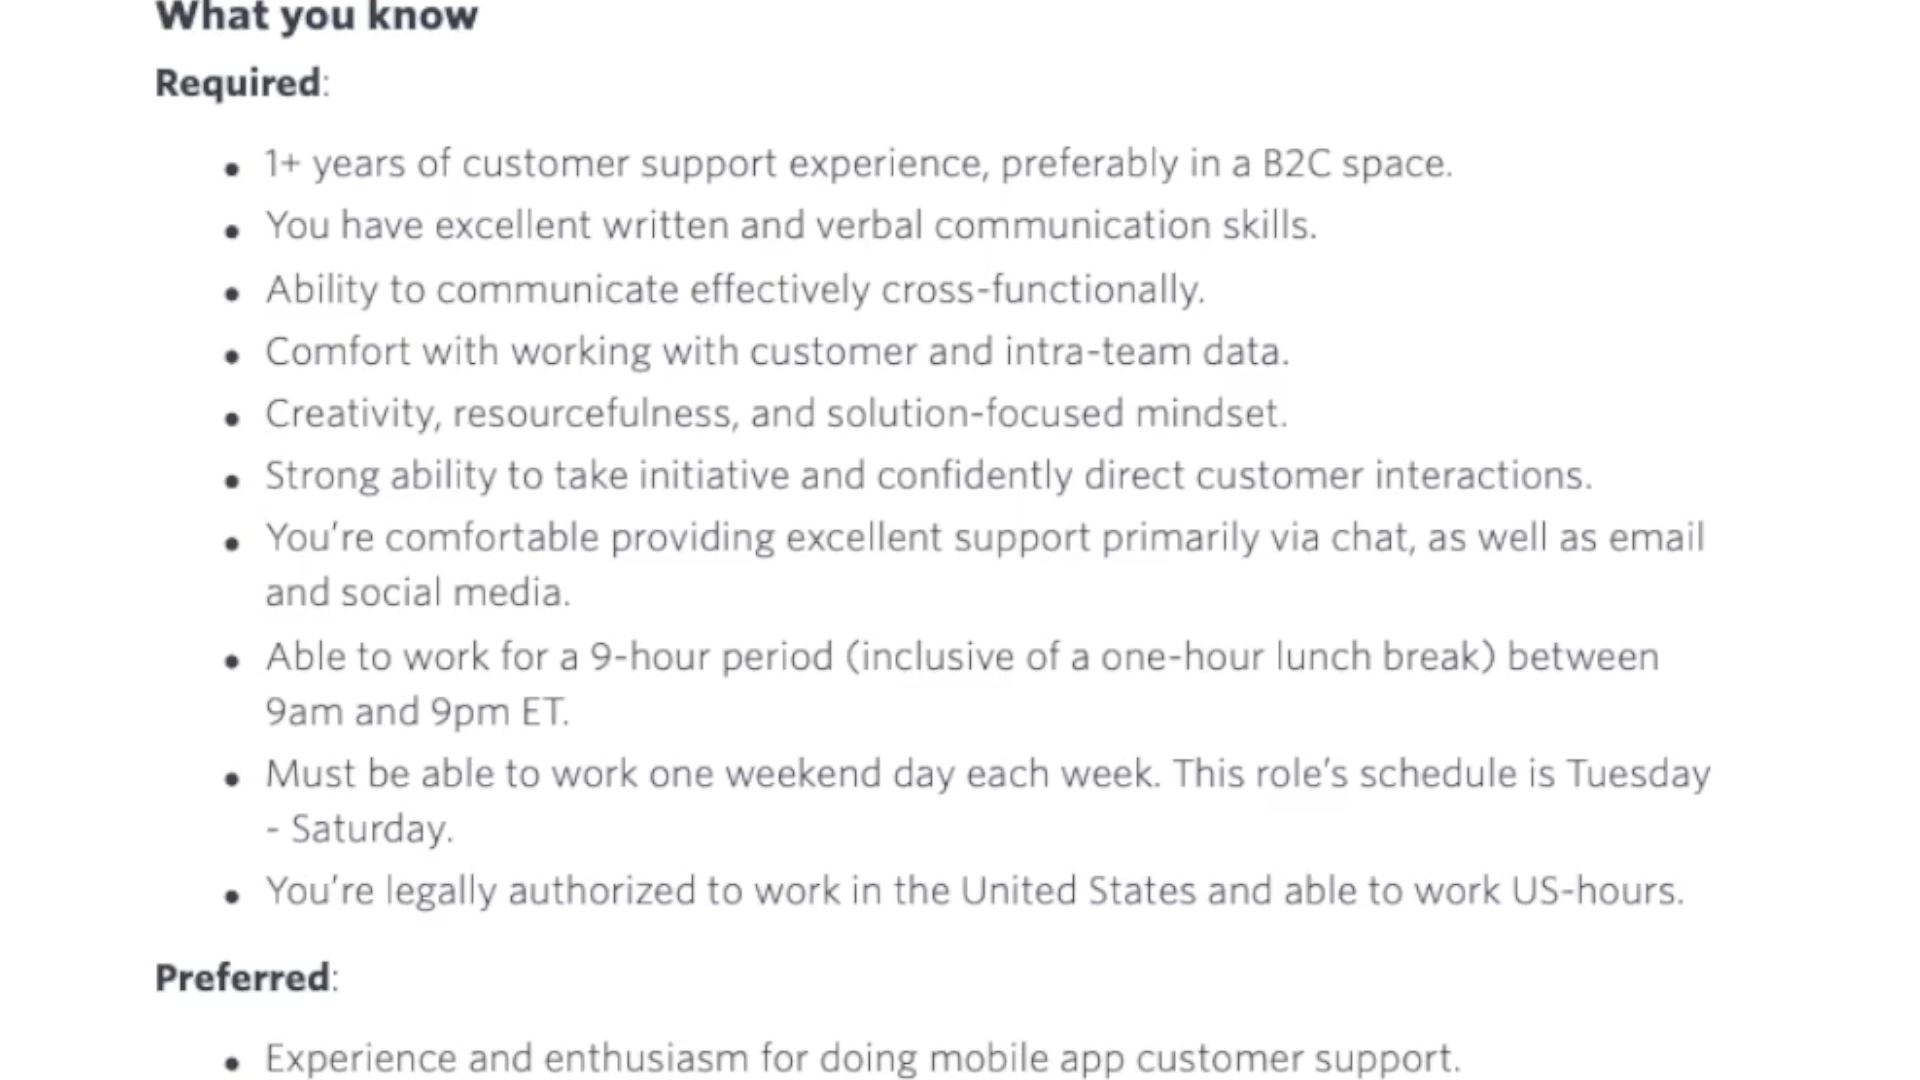 What you know
Required:
1+ years of customer support experience, preferably in a B2C space.
You have excellent written and verbal communication skills.
Ability to communicate effectively cross-functionally.
Comfort with working with customer and intra-team data.
Creativity, resourcefulness, and solution-focused mindset.
Strong ability to take initiative and confidently direct customer interactions.
You’re comfortable providing excellent support primarily via chat, as well as email
and social media.
Able to work for a 9-hour period (inclusive of a one-hour lunch break) between
9am and 9pm ET.
Must be able to work one weekend day each week. This role’s schedule is Tuesday
- Saturday.
You’re legally authorized to work in the United States and able to work US-hours.
Preferred:
Experience and enthusiasm for doing mobile app customer support.